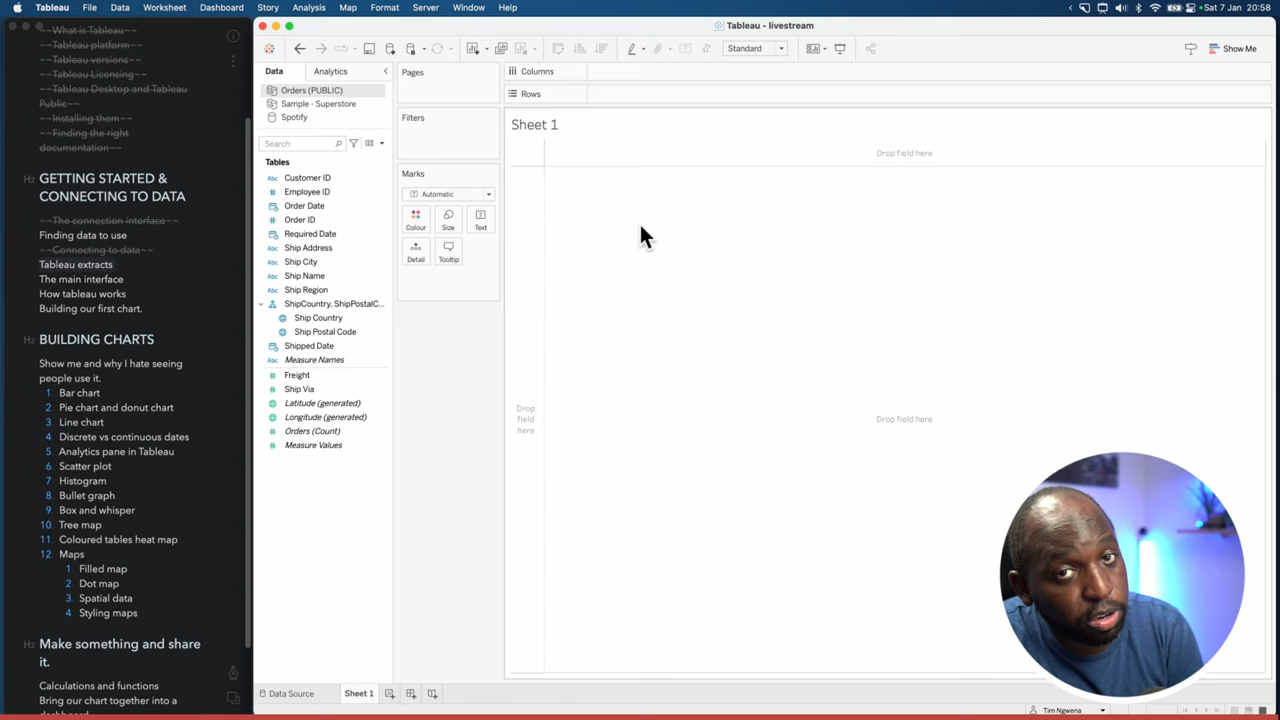 Tableau File Data Worksheet Dashboard Story Analysis Map Format Server Window Help
Sat 7 Jan 20:58
~~What is Tableau~~
~~Tableau platform~~
~~Tableau versions~~
~~Tableau Licensing~~
~~Tableau Desktop and Tableau
Public~~
~~Installing them~~
~~Finding the right
documentation~~
H2 GETTING STARTED &
CONNECTING TO DATA
~~The connection interface~~
Finding data to use
~~Connecting to data~~
Tableau extracts
The main interface
How tableau works
Building our first chart.
H2 BUILDING CHARTS
Show me and why I hate seeing
people use it.
1. Bar chart
2. Pie chart and donut chart
3. Line chart
4. Discrete vs continuous dates
5. Analytics pane in Tableau
6. Scatter plot
7. Histogram
8. Bullet graph
9. Box and whisper
10. Tree map
11. Coloured tables heat map
12. Maps
1. Filled map
2. Dot map
3. Spatial data
4. Styling maps
H2 Make something and share
it.
Calculations and functions
Bring our chart together into a
dashboard
Tableau - livestream
Standard
Show Me
Data Analytics
Orders (PUBLIC)
Sample - Superstore
Spotify
Search
Tables
Abc Customer ID
# Employee ID
Order Date
# Order ID
Required Date
Abc Ship Address
Abc Ship City
Abc Ship Name
Abc Ship Region
ShipCountry, ShipPostalC...
Ship Country
Ship Postal Code
Shipped Date
Abc Measure Names
# Freight
# Ship Via
Latitude (generated)
Longitude (generated)
# Orders (Count)
# Measure Values
Pages
Filters
Marks
Automatic
Colour Size Text
Detail Tooltip
Columns
Rows
Sheet 1
Drop field here
Drop
field
here
Drop field here
Data Source Sheet 1
Tim Ngwena